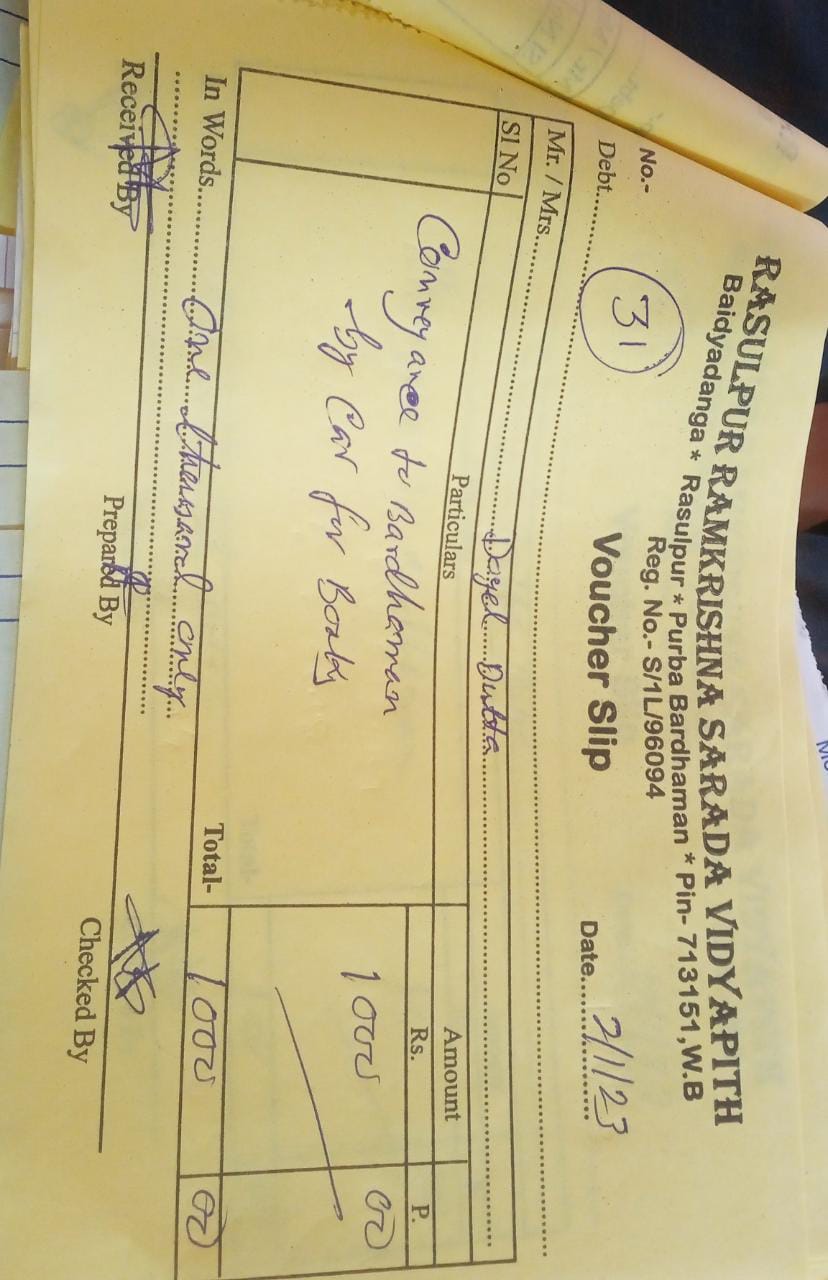 RASULPUR RAMKRISHNA SARADA VIDYAPITH
Baidyadanga * Rasulpur * Purba Bardhaman * Pin- 713151,W.B
Reg. No.- S/1L/96094
No.- 31
Voucher Slip
Debt.....
Date..... 2/1/23
Mr. / Mrs..... Dutta
Sl No Particulars Amount
Rs. P.
Conveyance to Bardhaman 1000 00
by Car for Books
Total- 1000 00
In Words..... One thousand only
Received By Prepared By Checked By